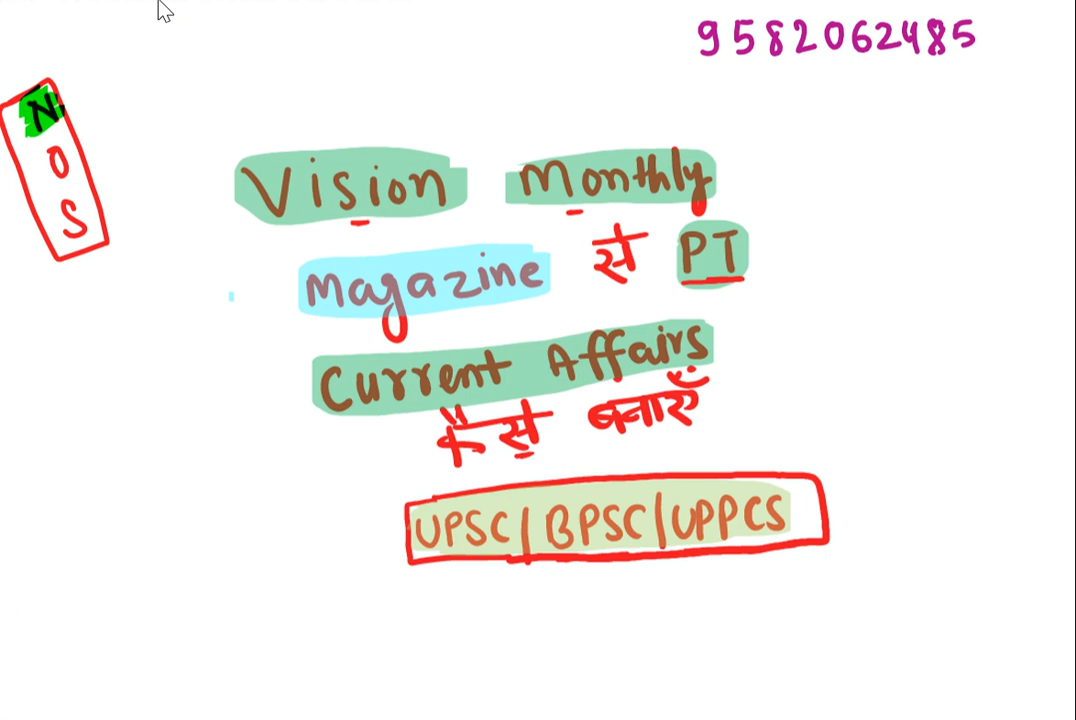 9582062485
N
O
S
Vision Monthly
Magazine से PT
Current Affairs
कैसे बनाएँ
UPSC/BPSC/UPPCS